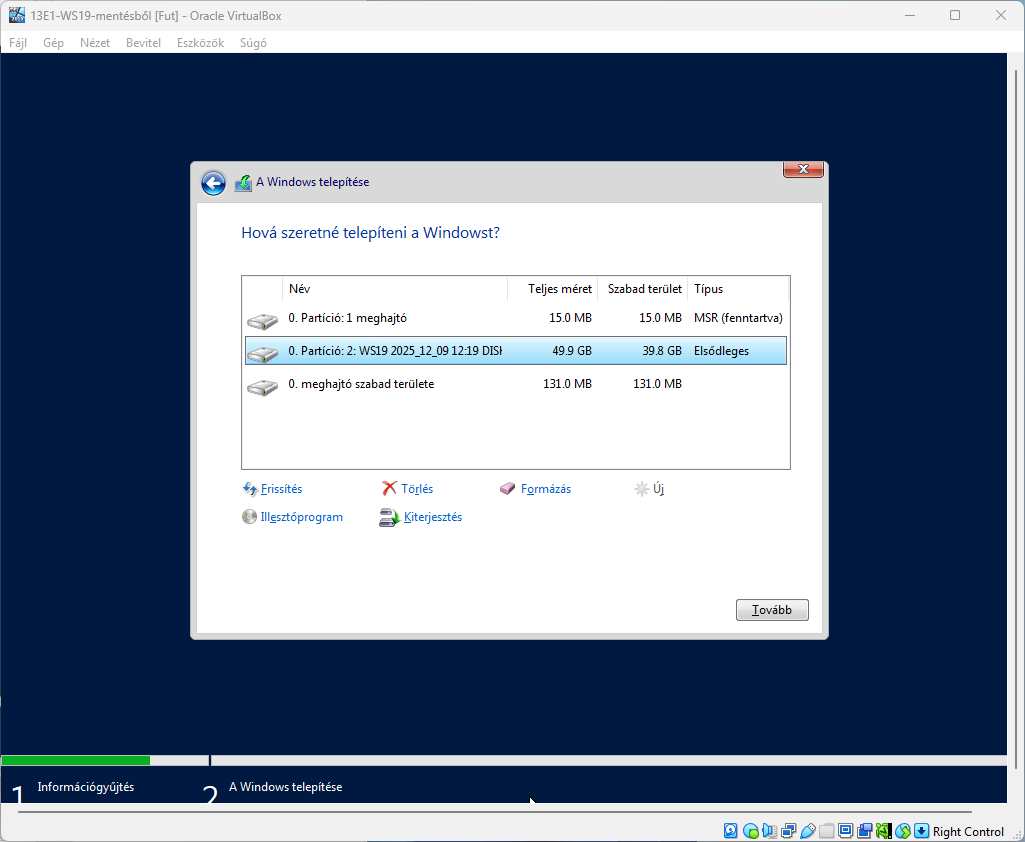 13E1-WS19-mentésből [Fut] - Oracle VirtualBox
Fájl Gép Nézet Bevitel Eszközök Súgó
A Windows telepítése
Hová szeretné telepíteni a Windowst?
Név Teljes méret Szabad terület Típus
0. Partíció: 1 meghajtó 15.0 MB 15.0 MB MSR (fenntartva)
0. Partíció: 2: WS19 2025_12_09 12:19 DISK 49.9 GB 39.8 GB Elsődleges
0. meghajtó szabad területe 131.0 MB 131.0 MB
Frissítés Törlés Formázás Új
Illesztőprogram Kiterjesztés
Tovább
1 Információgyűjtés 2 A Windows telepítése
Right Control